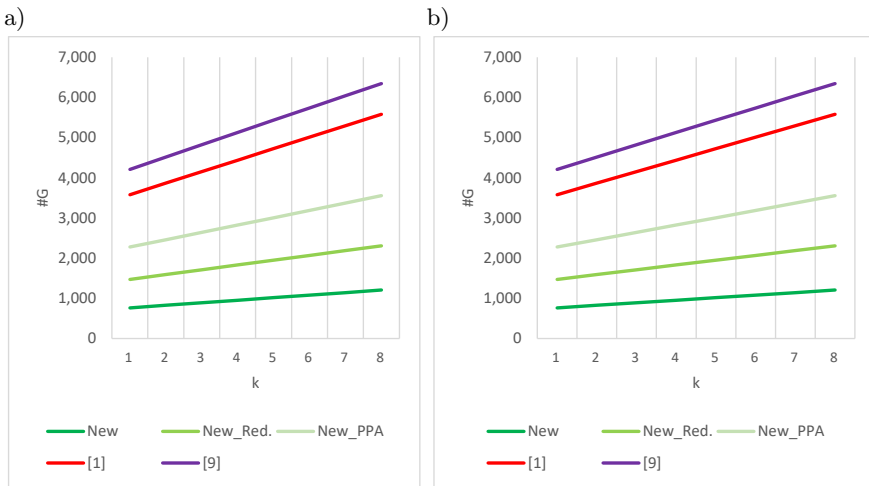 a)
7,000
6,000
5,000
4,000
3,000
2,000
1,000
0
#G
1 2 3 4 5 6 7 8
k
New New_Red. New_PPA
[1] [9]
b)
7,000
6,000
5,000
4,000
3,000
2,000
1,000
0
#G
1 2 3 4 5 6 7 8
k
New New_Red. New_PPA
[1] [9]